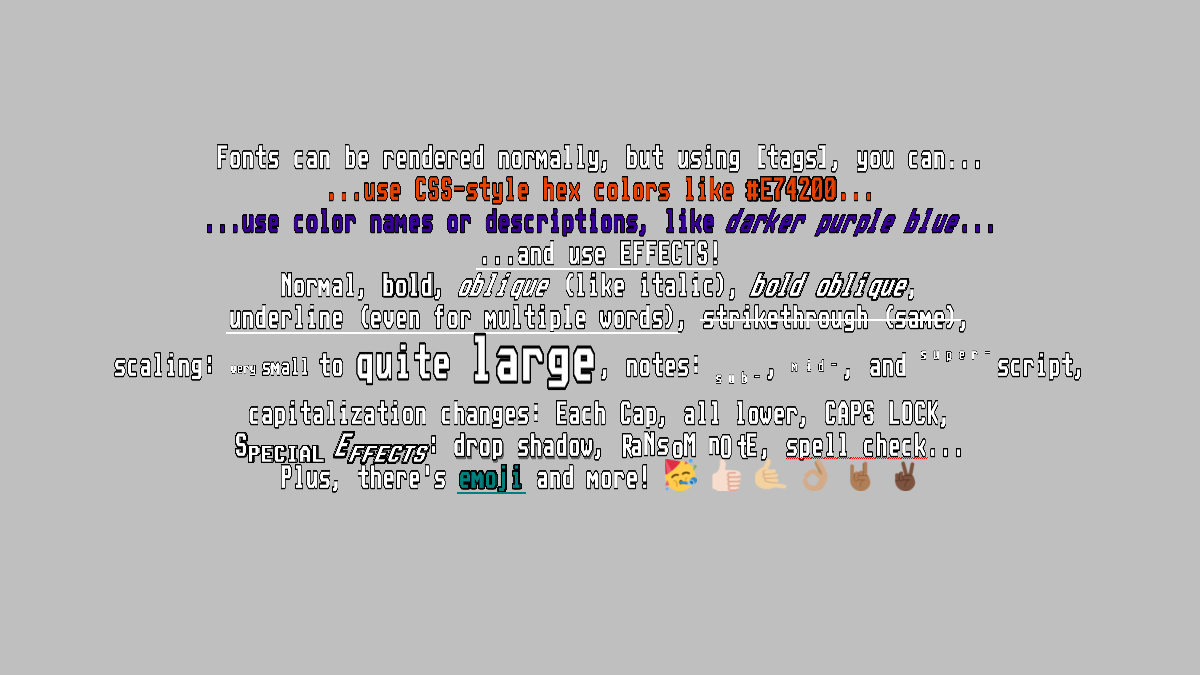 Fonts can be rendered normally, but using [tags], you can...
...use CSS-style hex colors like #E74200...
...use color names or descriptions, like darker purple blue...
...and use EFFECTS!
Normal, bold, oblique (like italic), bold oblique,
underline (even for multiple words), strikethrough (same),
scaling: very small to quite large, notes: sub-, mid-, and super-script,
capitalization changes: Each Cap, all lower, CAPS LOCK,
Special Effects: drop shadow, RaNsoM nOtE, spell check...
Plus, there's emoji and more! 🥳 👍🏻 🤙🏼 👌🏽 🤘🏾 ✌🏿